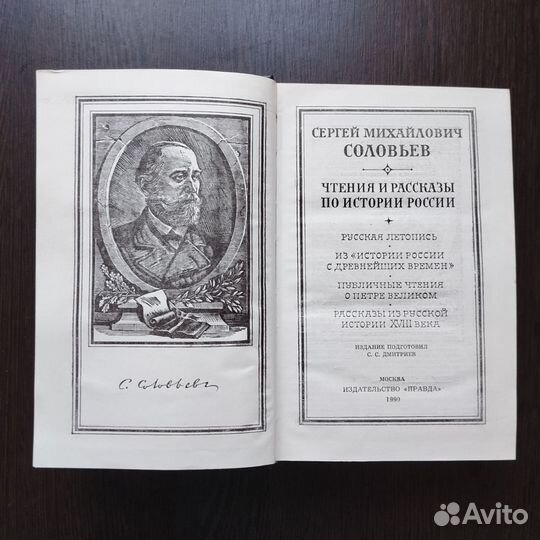 С. Соловьев
СЕРГЕЙ МИХАЙЛОВИЧ
СОЛОВЬЕВ
ЧТЕНИЯ И РАССКАЗЫ
ПО ИСТОРИИ РОССИИ
РУССКАЯ ЛЕТОПИСЬ
ИЗ «ИСТОРИИ РОССИИ
С ДРЕВНЕЙШИХ ВРЕМЕН»
ПУБЛИЧНЫЕ ЧТЕНИЯ
О ПЕТРЕ ВЕЛИКОМ
РАССКАЗЫ ИЗ РУССКОЙ
ИСТОРИИ XVIII ВЕКА
ИЗДАНИЕ ПОДГОТОВИЛ
С. С. ДМИТРИЕВ
МОСКВА
ИЗДАТЕЛЬСТВО «ПРАВДА»
1990
Avito